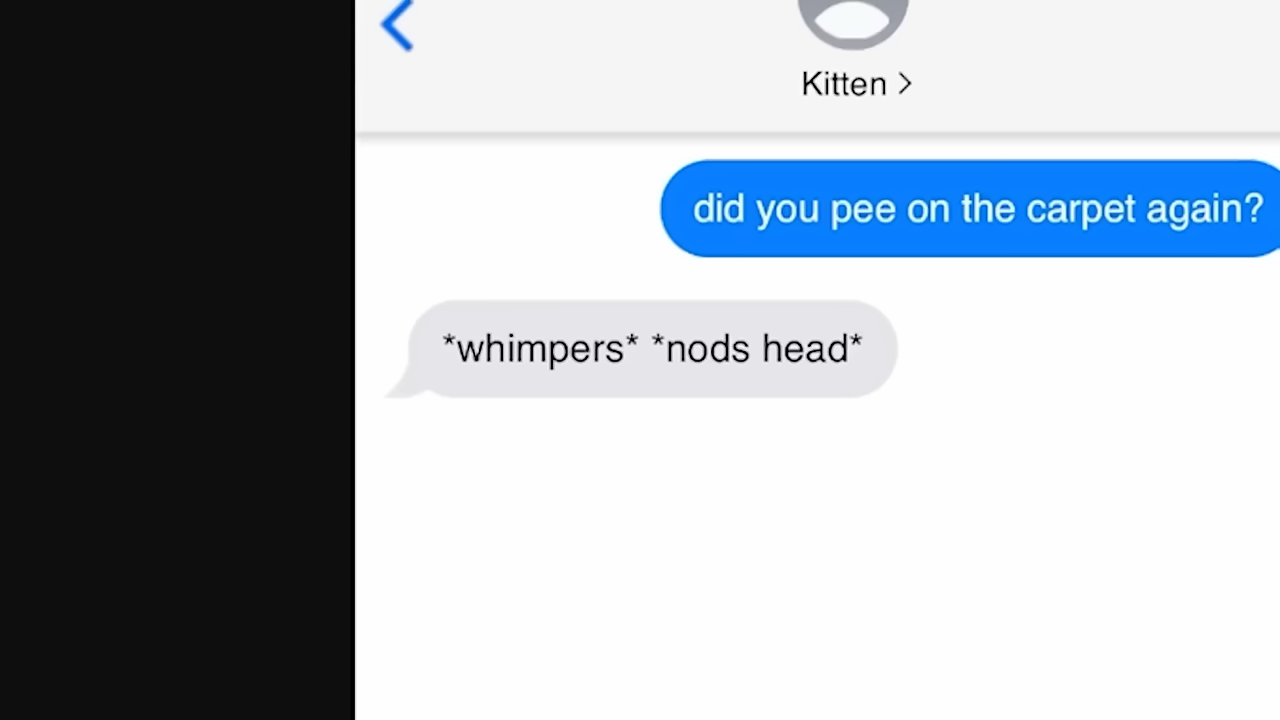 Kitten >
did you pee on the carpet again?
*whimpers* *nods head*